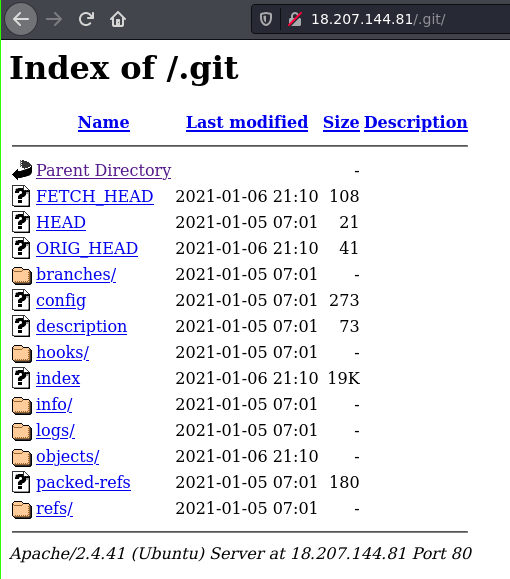 18.207.144.81/.git/
Index of /.git
Name Last modified Size Description
Parent Directory -
FETCH_HEAD 2021-01-06 21:10 108
HEAD 2021-01-05 07:01 21
ORIG_HEAD 2021-01-06 21:10 41
branches/ 2021-01-05 07:01 -
config 2021-01-05 07:01 273
description 2021-01-05 07:01 73
hooks/ 2021-01-05 07:01 -
index 2021-01-06 21:10 19K
info/ 2021-01-05 07:01 -
logs/ 2021-01-05 07:01 -
objects/ 2021-01-06 21:10 -
packed-refs 2021-01-05 07:01 180
refs/ 2021-01-05 07:01 -
Apache/2.4.41 (Ubuntu) Server at 18.207.144.81 Port 80